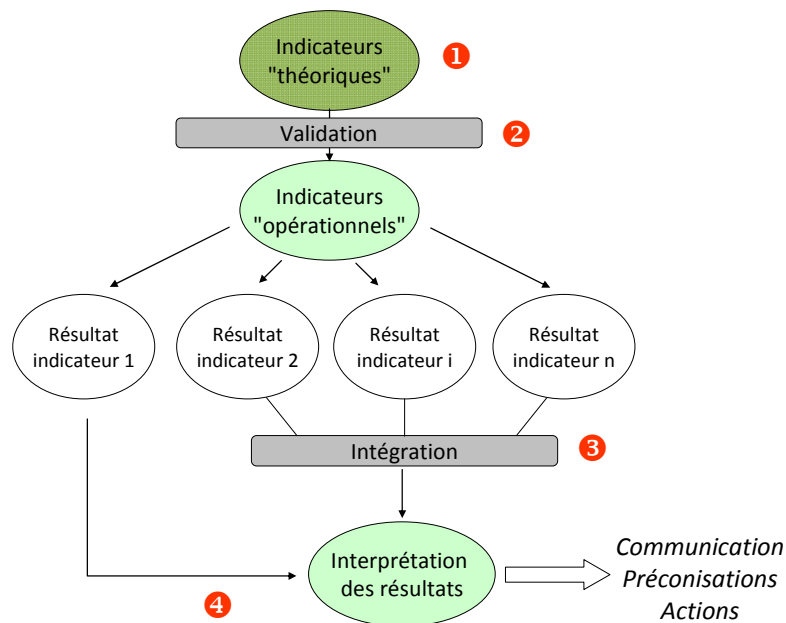 Indicateurs
"théoriques"
1
Validation
2
Indicateurs
"opérationnels"
Résultat
indicateur 1
Résultat
indicateur 2
Résultat
indicateur i
Résultat
indicateur n
Intégration
3
Interprétation
des résultats
4
Communication
Préconisations
Actions